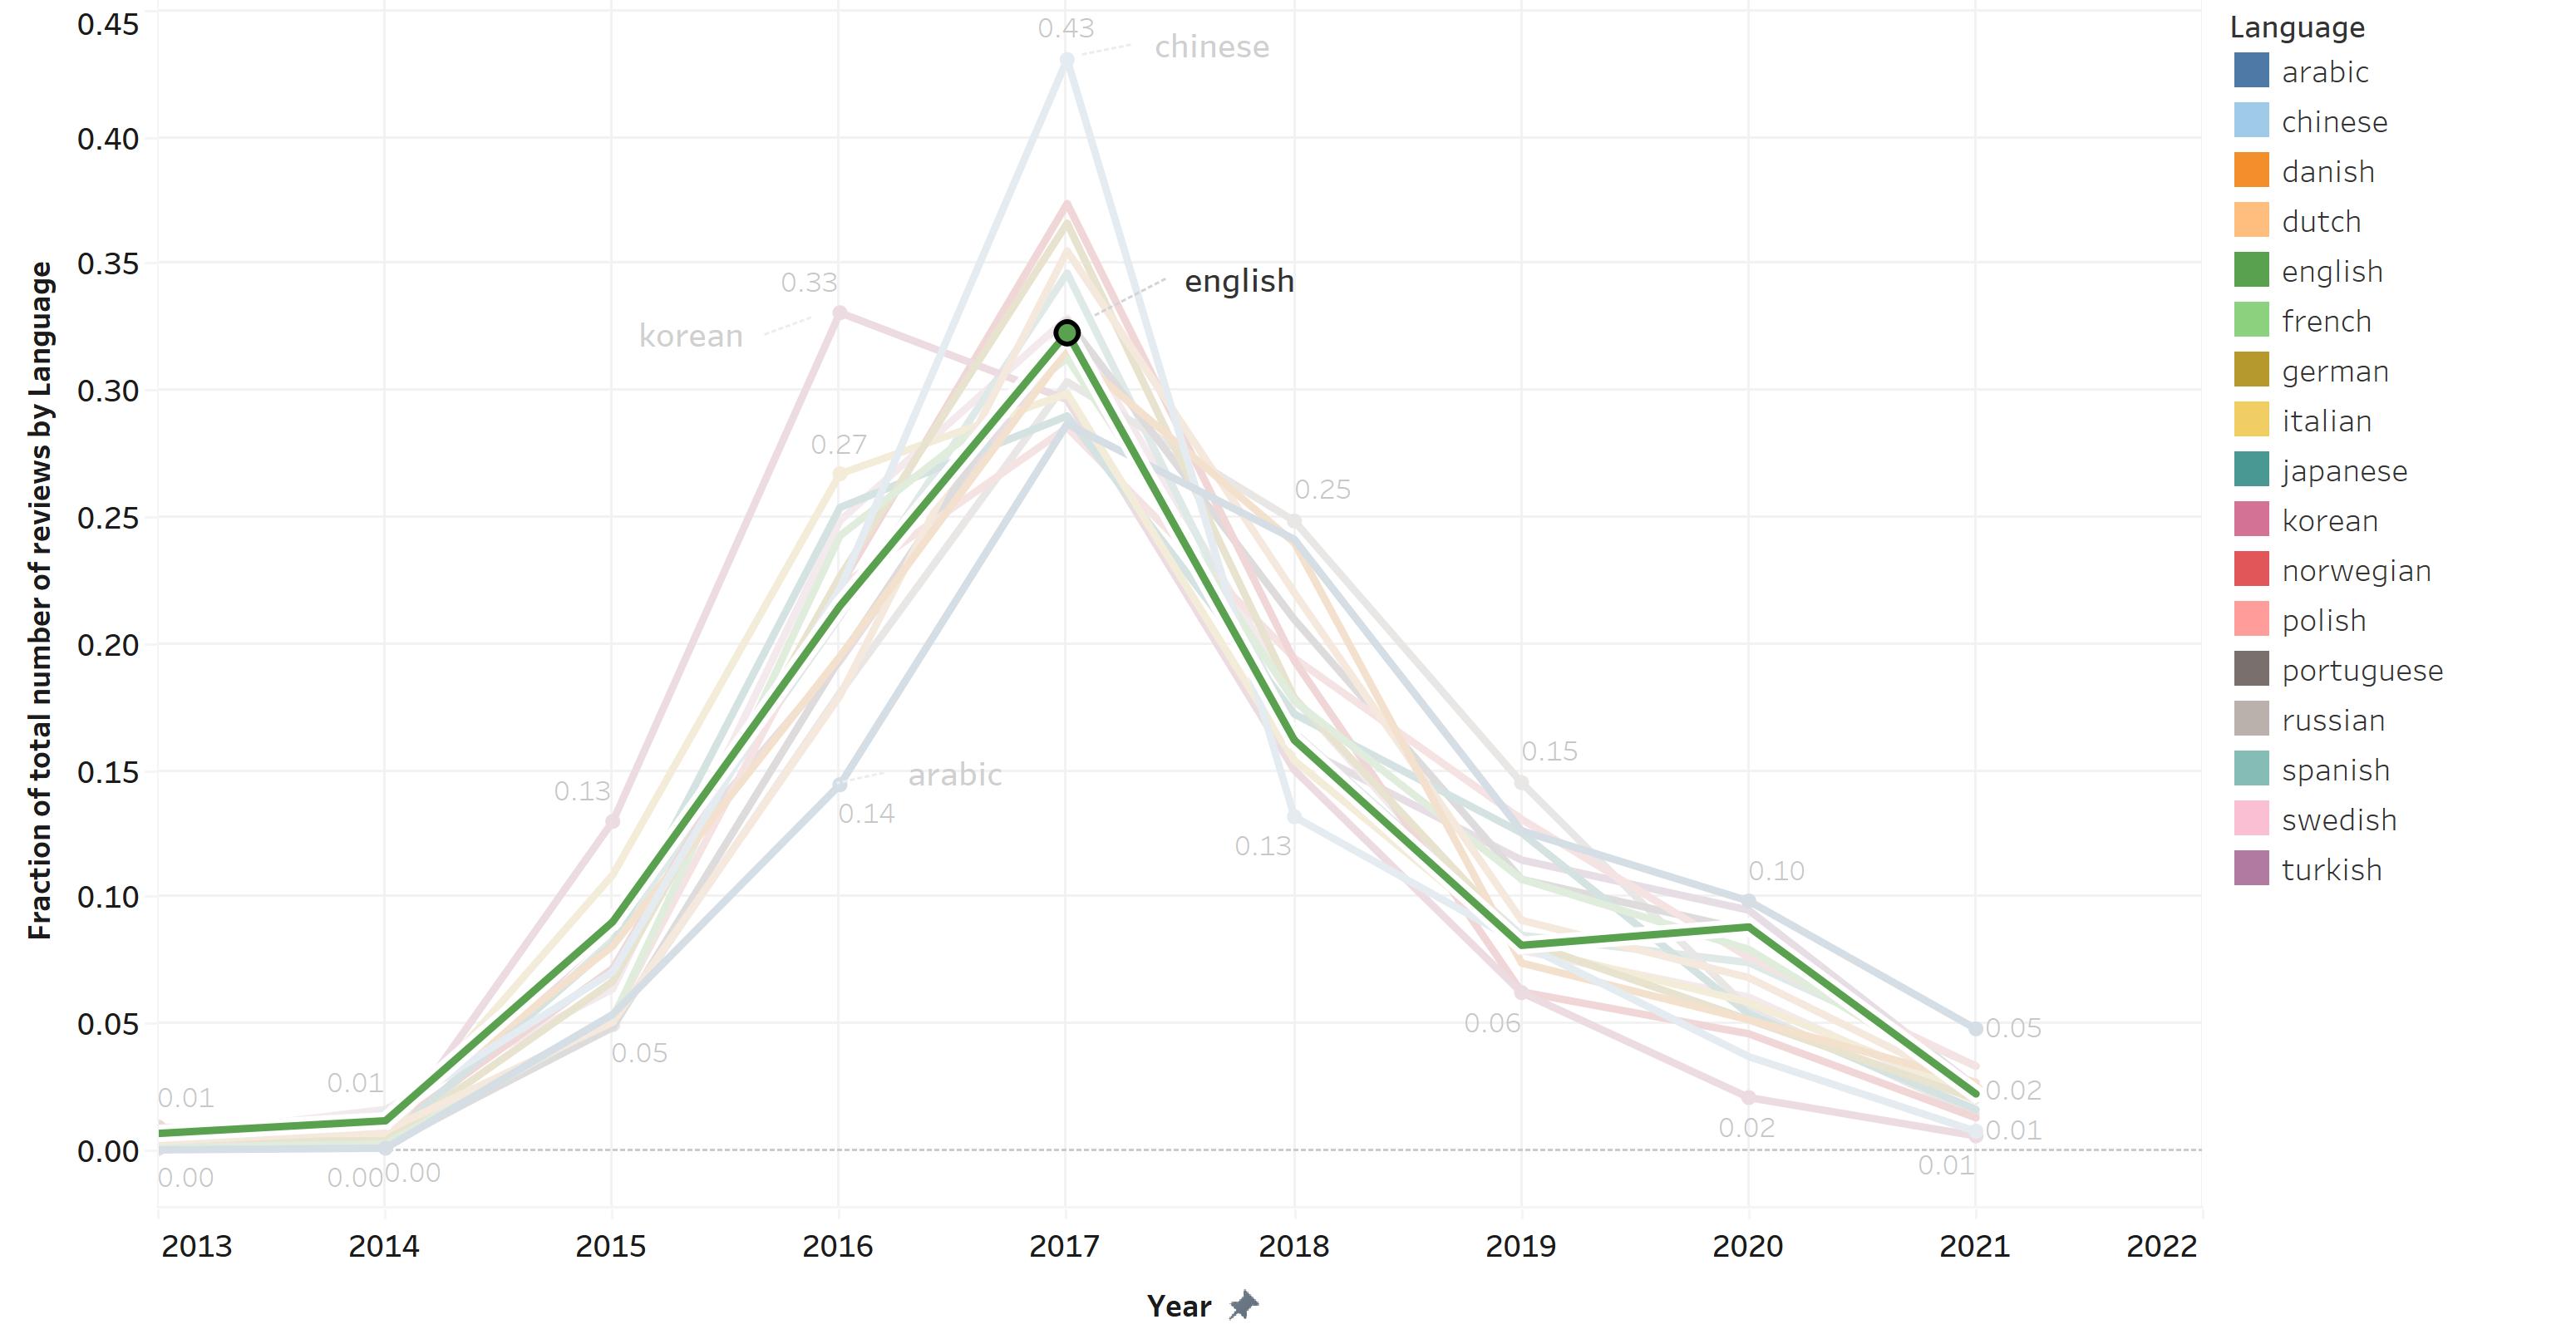 Fraction of total number of reviews by Language
0.45
0.40
0.35
0.30
0.25
0.20
0.15
0.10
0.05
0.00
0.43
chinese
english
0.33
korean
0.27
0.25
0.13
arabic
0.14
0.13
0.15
0.10
0.06
0.05
0.05
0.02
0.02
0.01
0.01
0.01
0.01
0.00
0.00
0.00
2013
2014
2015
2016
2017
2018
2019
2020
2021
2022
Year
Language
arabic
chinese
danish
dutch
english
french
german
italian
japanese
korean
norwegian
polish
portuguese
russian
spanish
swedish
turkish